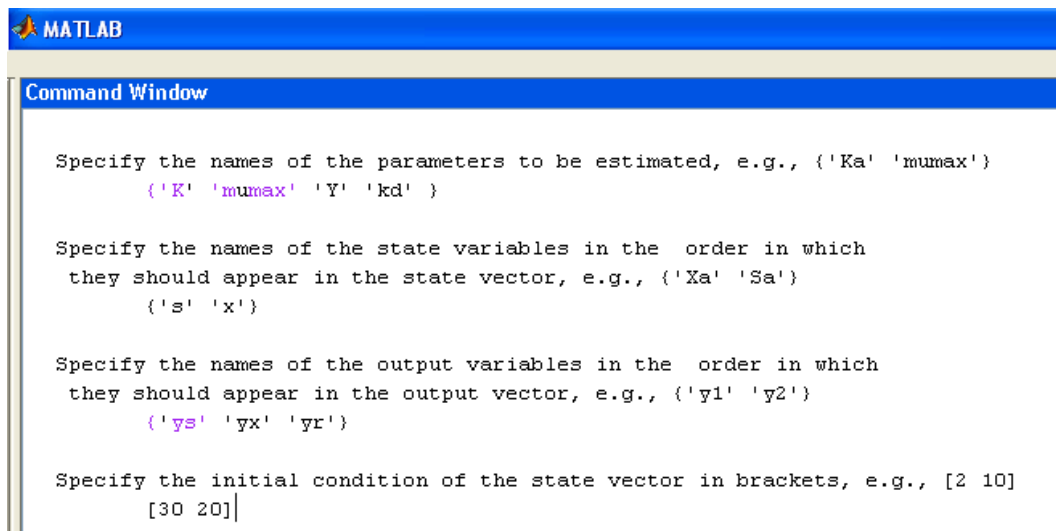 MATLAB
Command Window
Specify the names of the parameters to be estimated, e.g., {'Ka' 'mumax'}
{'K' 'mumax' 'Y' 'kd' }
Specify the names of the state variables in the  order in which
they should appear in the state vector, e.g., {'Xa' 'Sa'}
{'s' 'x'}
Specify the names of the output variables in the  order in which
they should appear in the output vector, e.g., {'y1' 'y2'}
{'ys' 'yx' 'yr'}
Specify the initial condition of the state vector in brackets, e.g., [2 10]
[30 20]